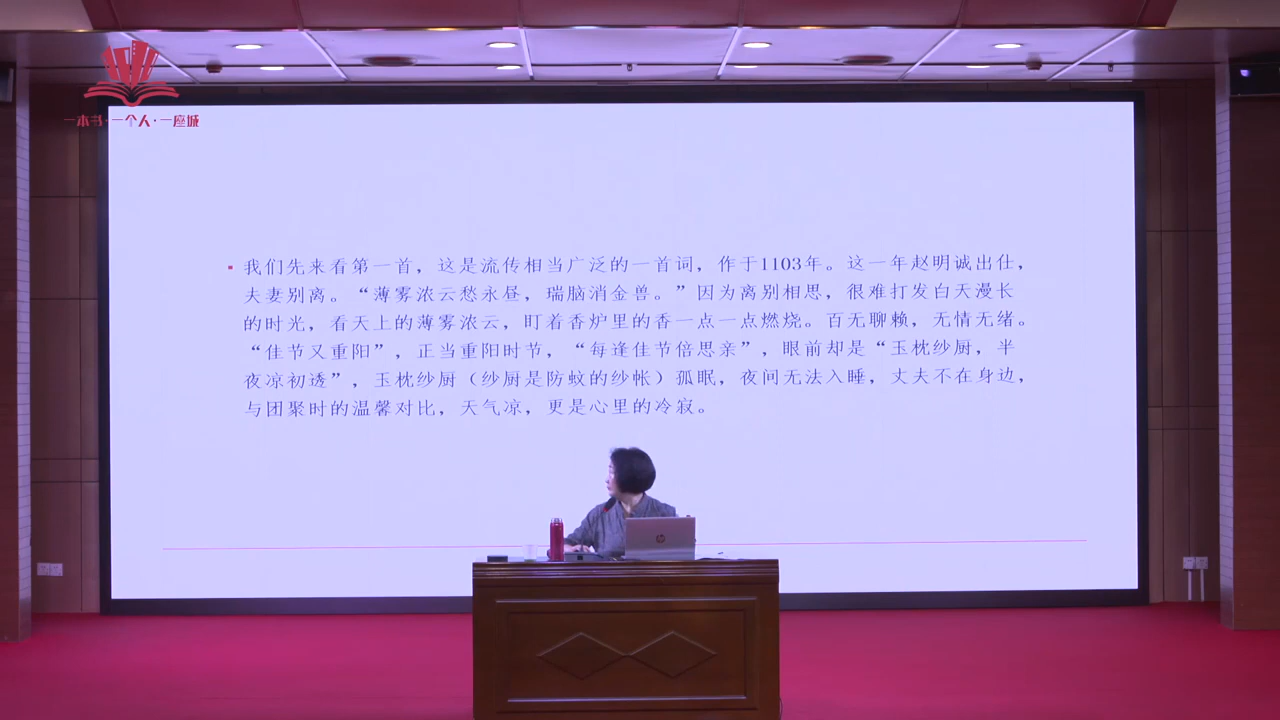 一本书·一个人·一座城
我们先来看第一首，这是流传相当广泛的一首词，作于1103年。这一年赵明诚出仕，
夫妻别离。“薄雾浓云愁永昼，瑞脑消金兽。”因为离别相思，很难打发白天漫长
的时光，看天上的薄雾浓云，盯着香炉里的香一点一点燃烧。百无聊赖，无情无绪。
“佳节又重阳”，正当重阳时节，“每逢佳节倍思亲”，眼前却是“玉枕纱厨，半
夜凉初透”，玉枕纱厨（纱厨是防蚊的纱帐）孤眠，夜间无法入睡，丈夫不在身边，
与团聚时的温馨对比，天气凉，更是心里的冷寂。
hp